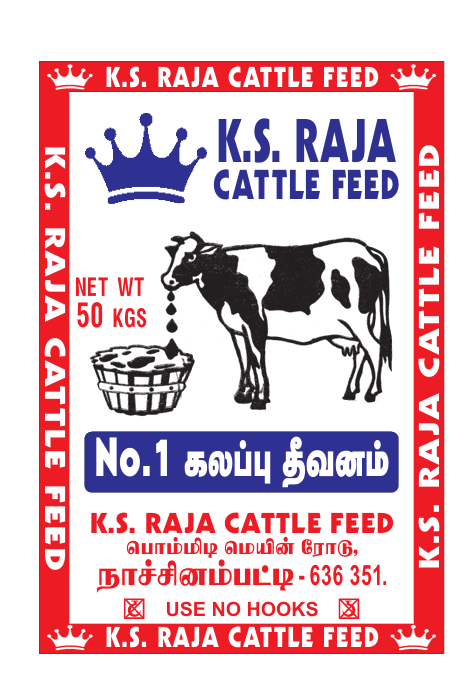 K.S. RAJA CATTLE FEED
K.S. RAJA
CATTLE FEED
K.S. RAJA CATTLE FEED
K.S. RAJA CATTLE FEED
NET WT
50 KGS
No.1 கலப்பு தீவனம்
K.S. RAJA CATTLE FEED
பொம்மிடி மெயின் ரோடு,
நாச்சினம்பட்டி - 636 351.
USE NO HOOKS
K.S. RAJA CATTLE FEED